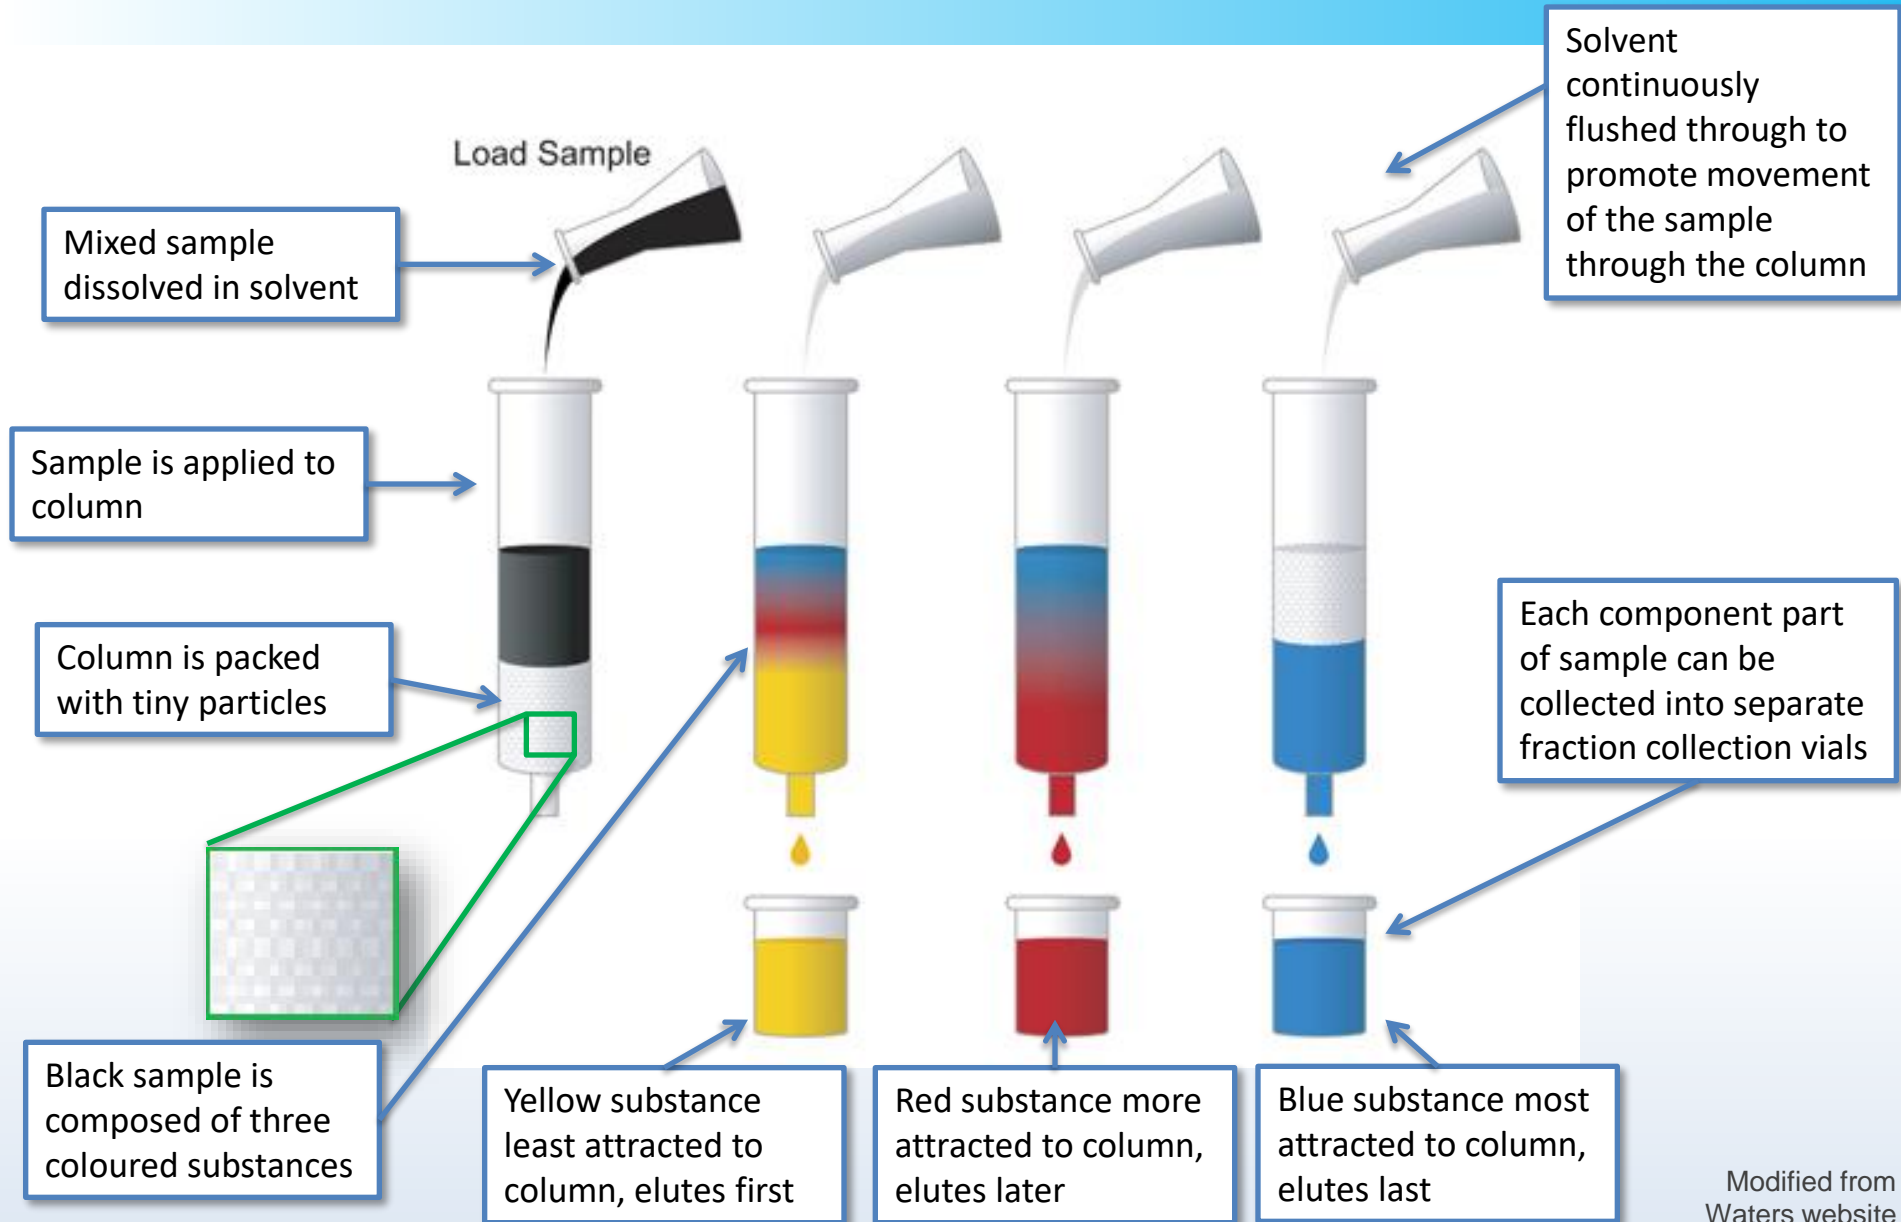 Solvent
continuously
flushed through to
promote movement
of the sample
through the column
Load Sample
Mixed sample
dissolved in solvent
Sample is applied to
column
Column is packed
with tiny particles
Each component part
of sample can be
collected into separate
fraction collection vials
Black sample is
composed of three
coloured substances
Yellow substance
least attracted to
column, elutes first
Red substance more
attracted to column,
elutes later
Blue substance most
attracted to column,
elutes last
Modified from
Waters website